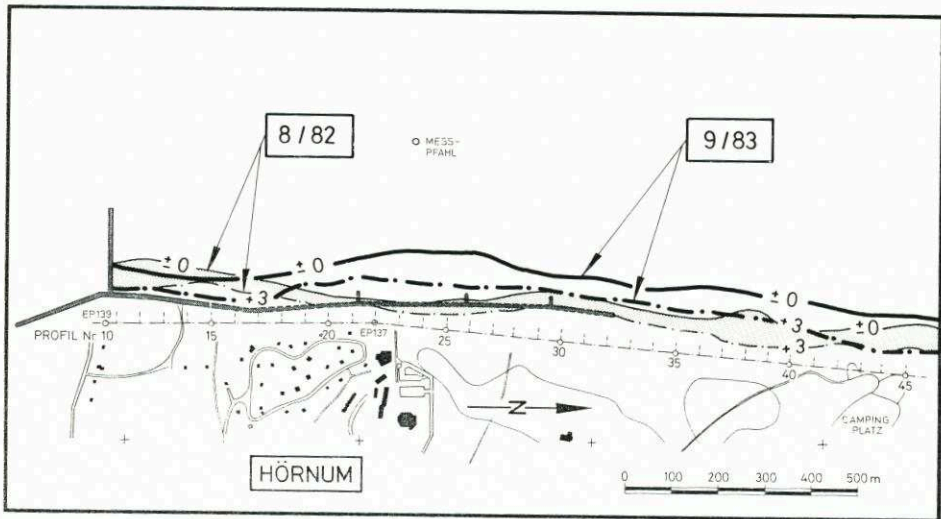 8 / 82
MESS-
PFAHL
9 / 83
± 0
± 0
± 0
± 0
+3
+3
+3
EP139
EP137
PROFIL Nr 10
15
20
25
30
35
40
45
N
CAMPING
PLATZ
HÖRNUM
0 100 200 300 400 500 m